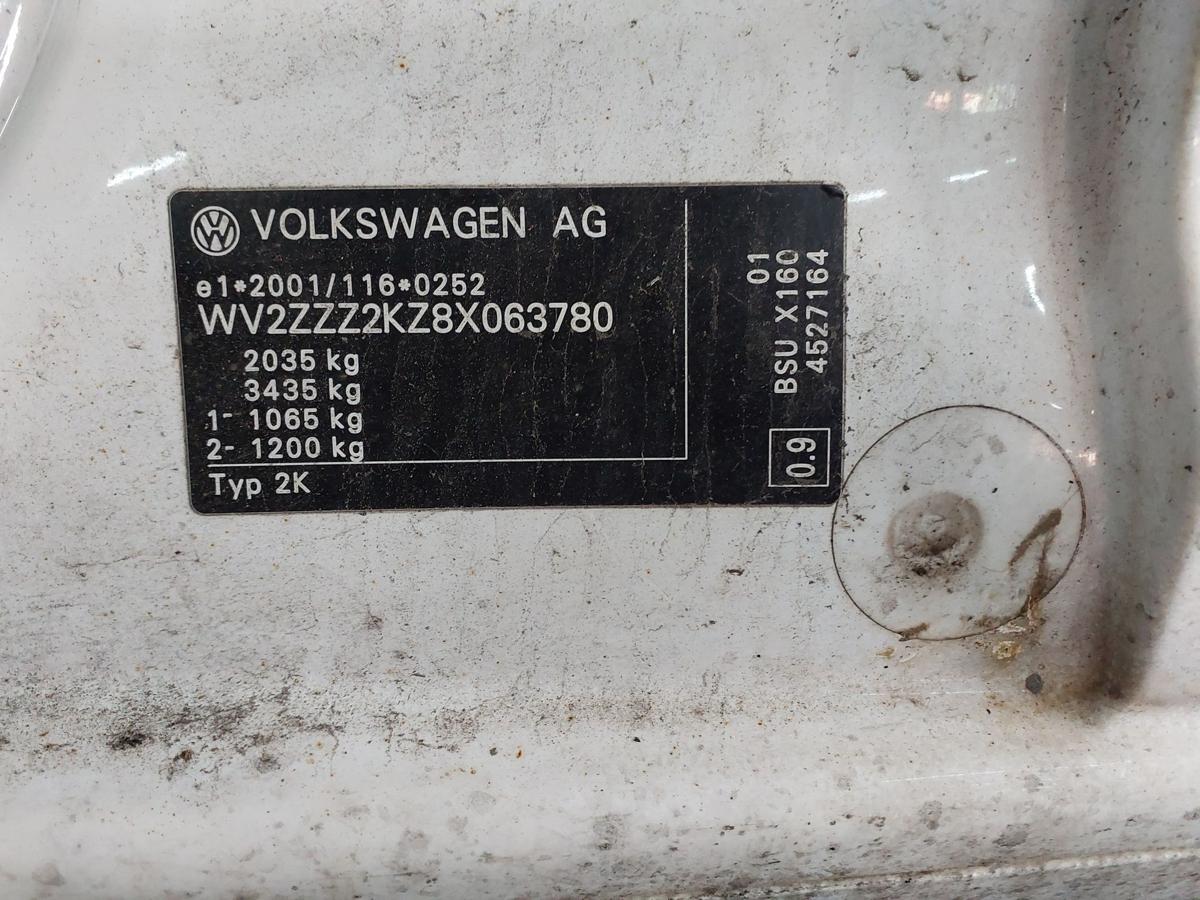 VOLKSWAGEN AG
e1*2001/116*0252
WV2ZZZ2KZ8X063780
2035 kg
3435 kg
1- 1065 kg
2- 1200 kg
Typ 2K
01
BSU X160
4527164
0.9